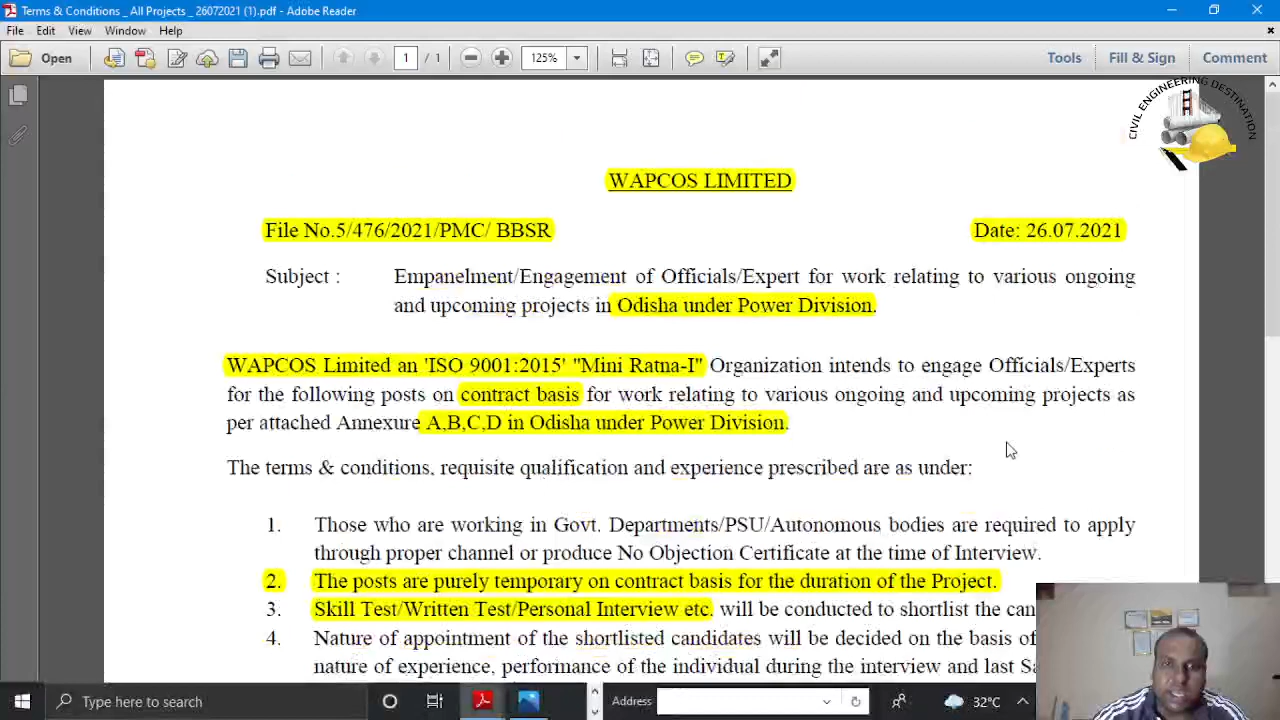 Terms & Conditions _ All Projects _ 26072021 (1).pdf - Adobe Reader
File Edit View Window Help
Open 1 / 1 125% Tools Fill & Sign Comment
CIVIL ENGINEERING DESTINATION
WAPCOS LIMITED
File No.5/476/2021/PMC/ BBSR Date: 26.07.2021
Subject : Empanelment/Engagement of Officials/Expert for work relating to various ongoing
and upcoming projects in Odisha under Power Division.
WAPCOS Limited an 'ISO 9001:2015' "Mini Ratna-I" Organization intends to engage Officials/Experts
for the following posts on contract basis for work relating to various ongoing and upcoming projects as
per attached Annexure A,B,C,D in Odisha under Power Division.
The terms & conditions, requisite qualification and experience prescribed are as under:
1. Those who are working in Govt. Departments/PSU/Autonomous bodies are required to apply
through proper channel or produce No Objection Certificate at the time of Interview.
2. The posts are purely temporary on contract basis for the duration of the Project.
3. Skill Test/Written Test/Personal Interview etc. will be conducted to shortlist the can
4. Nature of appointment of the shortlisted candidates will be decided on the basis of
nature of experience, performance of the individual during the interview and last Sa
Type here to search Address 32°C